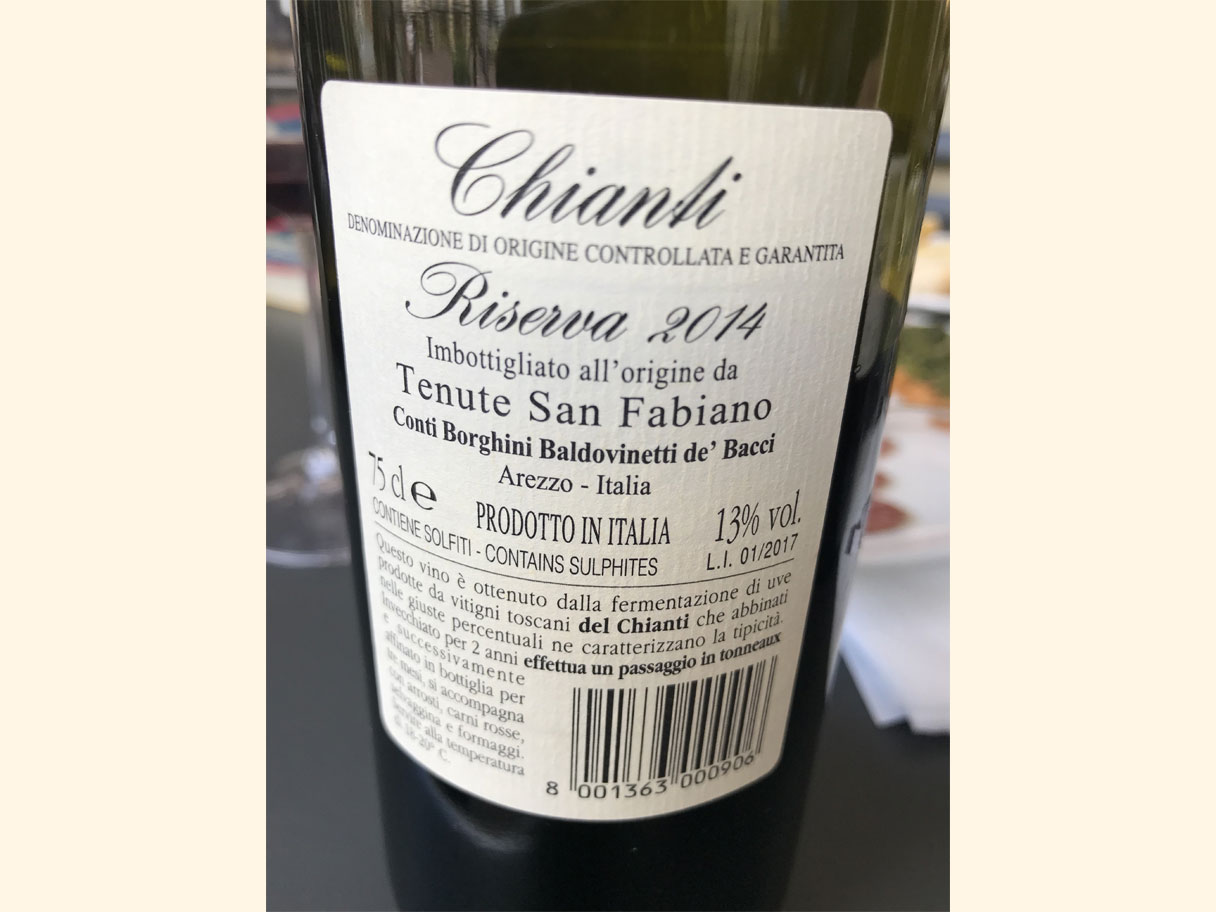 Chianti
DENOMINAZIONE DI ORIGINE CONTROLLATA E GARANTITA
Riserva 2014
Imbottigliato all'origine da
Tenute San Fabiano
Conti Borghini Baldovinetti de' Bacci
Arezzo - Italia
75 cl e PRODOTTO IN ITALIA 13% vol.
CONTIENE SOLFITI - CONTAINS SULPHITES L.I. 01/2017
Questo vino è ottenuto dalla fermentazione di uve
prodotte da vitigni toscani del Chianti che abbinati
nelle giuste percentuali ne caratterizzano la tipicità.
Invecchiato per 2 anni effettua un passaggio in tonneaux
e successivamente
affinato in bottiglia per
tre mesi, si accompagna
con arrosti, carni rosse,
selvaggina e formaggi.
Servire alla temperatura
di 18-20° C.
8 001363 000906